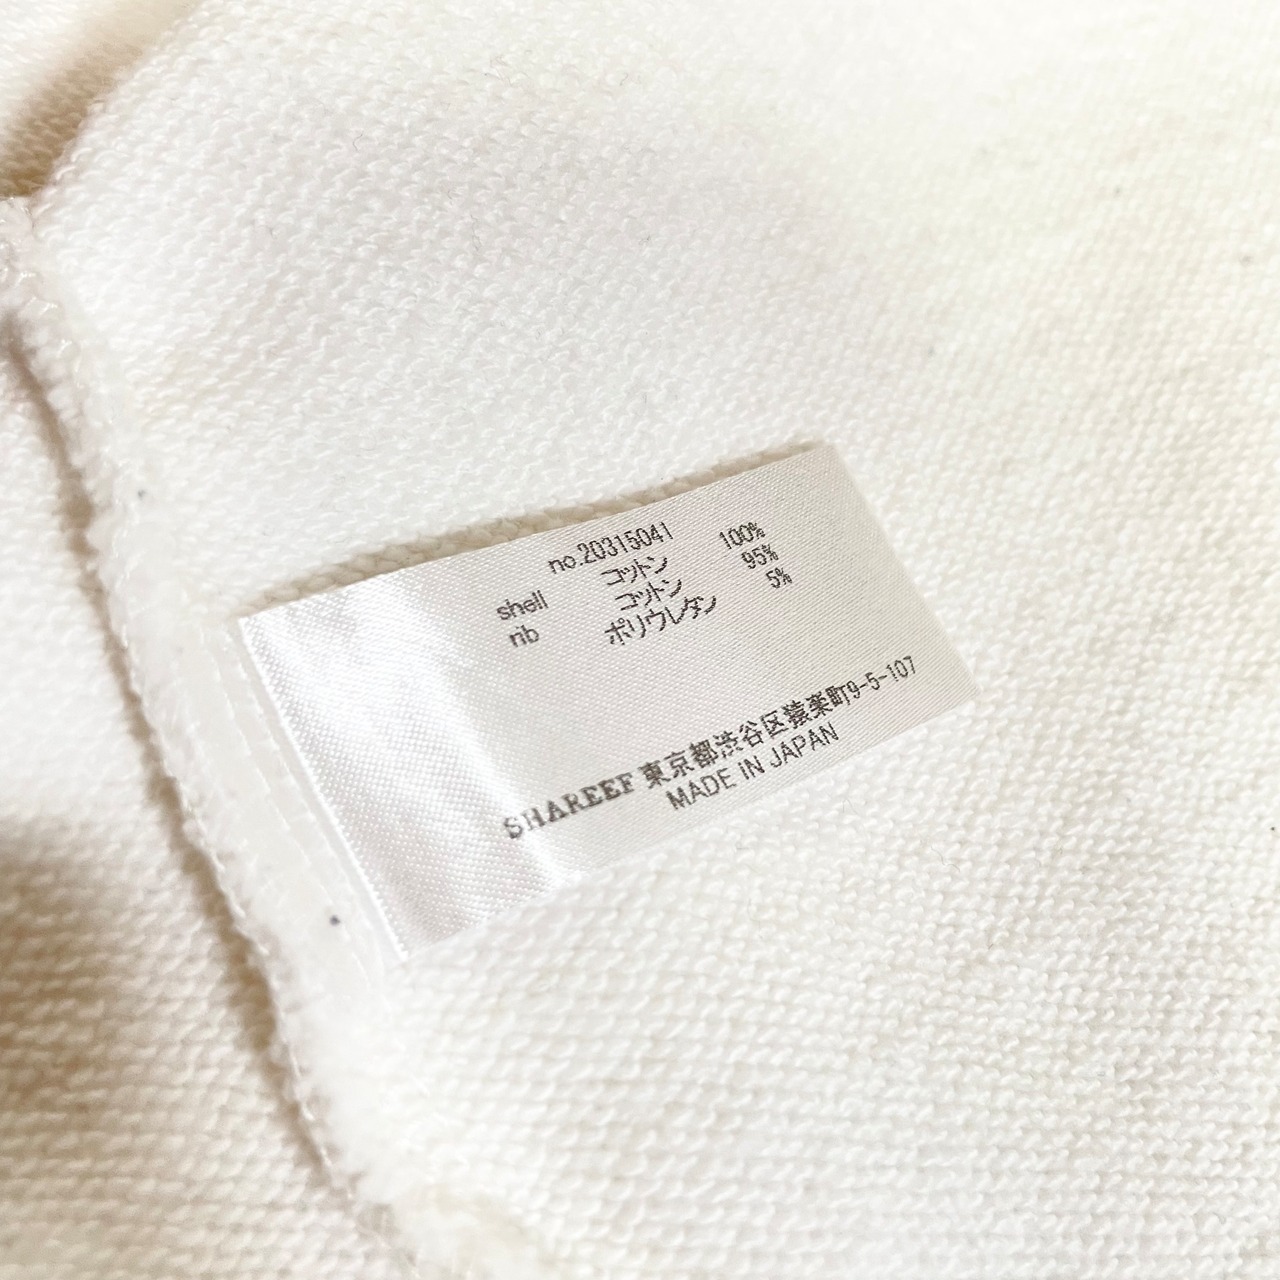 no.20315041
shell コットン 100%
rib コットン 95%
ポリウレタン 5%
SHAREEF 東京都渋谷区猿楽町9-5-107
MADE IN JAPAN